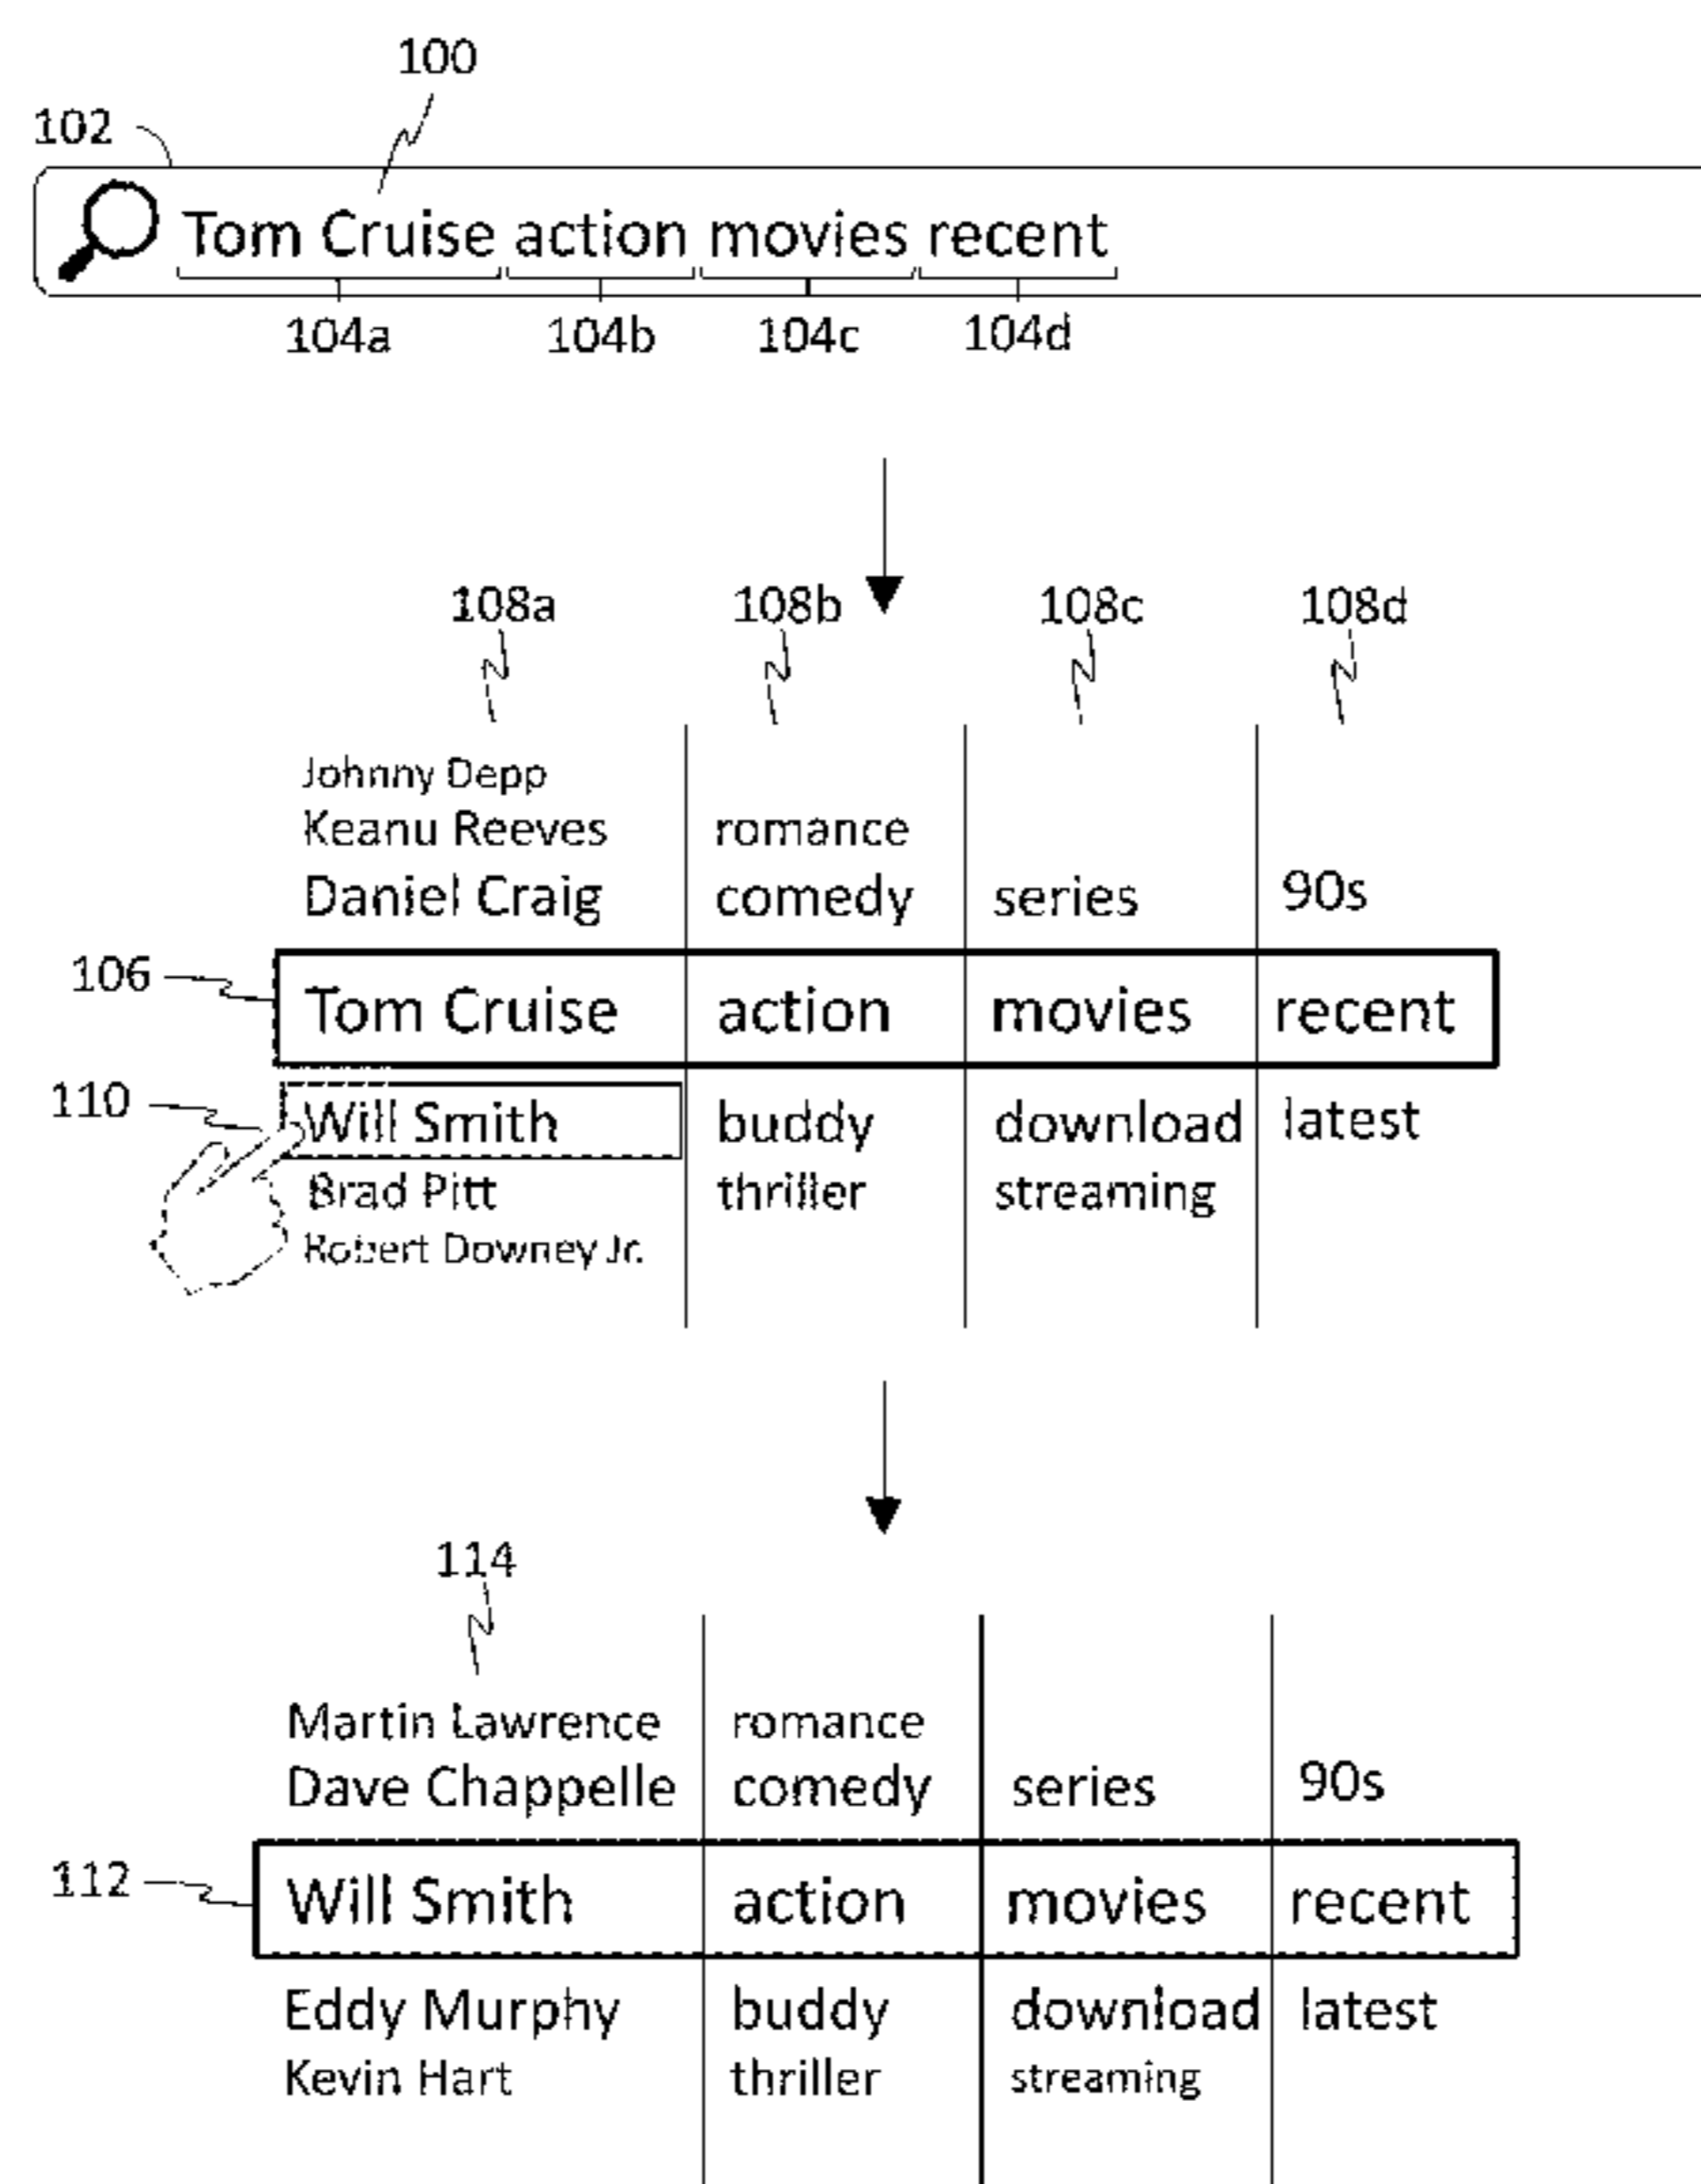 100
102
Tom Cruise action movies recent
104a 104b 104c 104d
108a 108b 108c 108d
Johnny Depp
Keanu Reeves romance
Daniel Craig comedy series 90s
106 Tom Cruise action movies recent
110 Will Smith buddy download latest
Brad Pitt thriller streaming
Robert Downey Jr.
114
Martin Lawrence romance
Dave Chappelle comedy series 90s
112 Will Smith action movies recent
Eddy Murphy buddy download latest
Kevin Hart thriller streaming